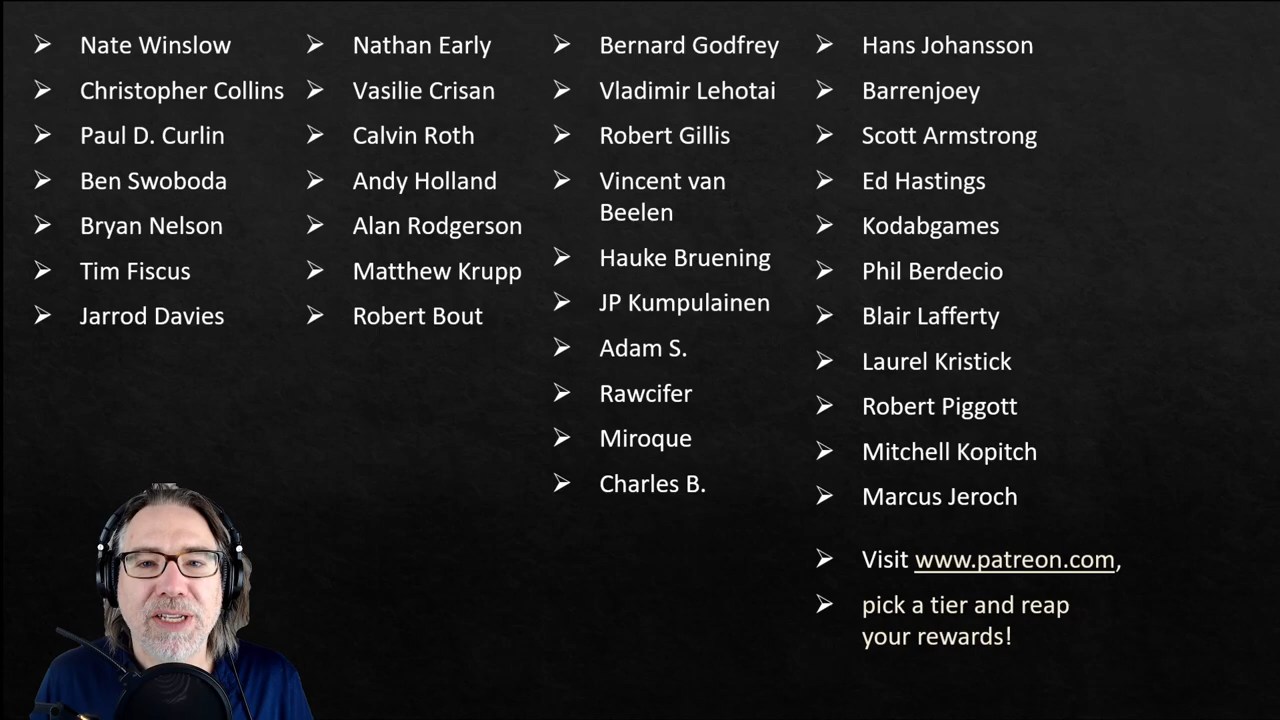 Nate Winslow
Christopher Collins
Paul D. Curlin
Ben Swoboda
Bryan Nelson
Tim Fiscus
Jarrod Davies
Nathan Early
Vasilie Crisan
Calvin Roth
Andy Holland
Alan Rodgerson
Matthew Krupp
Robert Bout
Bernard Godfrey
Vladimir Lehotai
Robert Gillis
Vincent van
Beelen
Hauke Bruening
JP Kumpulainen
Adam S.
Rawcifer
Miroque
Charles B.
Hans Johansson
Barrenjoey
Scott Armstrong
Ed Hastings
Kodabgames
Phil Berdecio
Blair Lafferty
Laurel Kristick
Robert Piggott
Mitchell Kopitch
Marcus Jeroch
Visit www.patreon.com,
pick a tier and reap
your rewards!